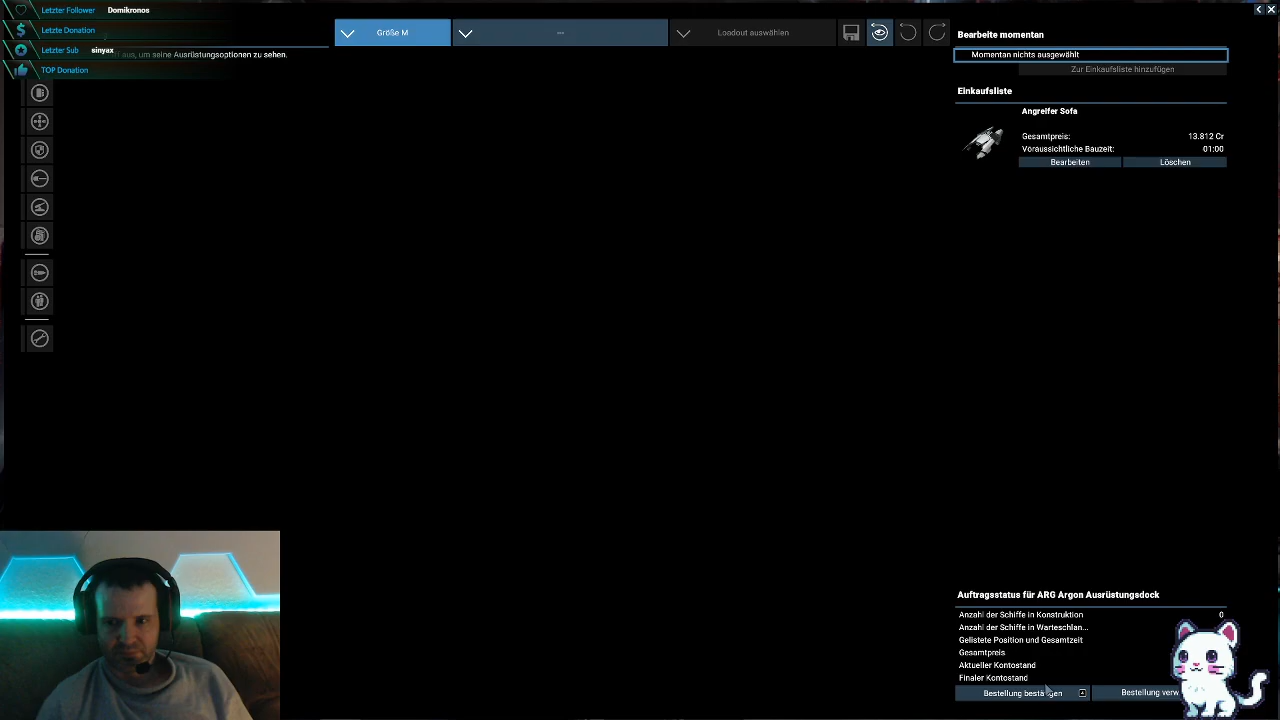 Letzter Follower Domikronos
Letzte Donation
Letzter Sub sinyax
aus, um seine Ausrüstungsoptionen zu sehen.
TOP Donation
Größe M
---
Loadout auswählen
Bearbeite momentan
Momentan nichts ausgewählt
Zur Einkaufsliste hinzufügen
Einkaufsliste
Angreifer Sofa
Gesamtpreis: 13.812 Cr
Voraussichtliche Bauzeit: 01:00
Bearbeiten Löschen
Auftragsstatus für ARG Argon Ausrüstungsdock
Anzahl der Schiffe in Konstruktion 0
Anzahl der Schiffe in Warteschlan...
Gelistete Position und Gesamtzeit
Gesamtpreis
Aktueller Kontostand
Finaler Kontostand
Bestellung bestätigen Bestellung verw